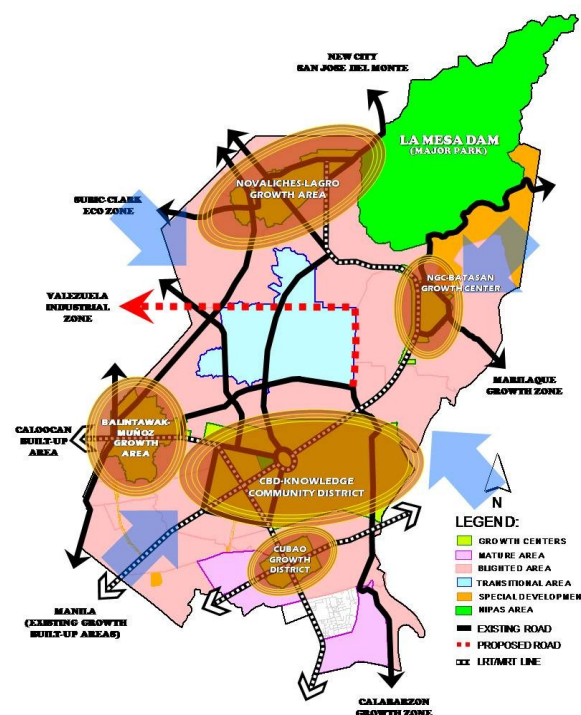 NEW CITY
SAN JOSE DEL MONTE
LA MESA DAM
(MAJOR PARK)
NOVALICHES-LAGRO
GROWTH AREA
SUBIC-CLARK
ECO ZONE
NGC-BATASAN
GROWTH CENTER
VALEZUELA
INDUSTRIAL
ZONE
MARILAQUE
GROWTH ZONE
BALINTAWAK-
MUÑOZ
GROWTH
AREA
CALOOCAN
BUILT-UP
AREA
CBD-KNOWLEDGE
COMMUNITY DISTRICT
CUBAO
GROWTH
DISTRICT
MANILA
(EXISTING GROWTH
BUILT-UP AREAS)
CALABARZON
GROWTH ZONE
N
LEGEND:
GROWTH CENTERS
MATURE AREA
BLIGHTED AREA
TRANSITIONAL AREA
SPECIAL DEVELOPMENT
NIPAS AREA
EXISTING ROAD
PROPOSED ROAD
LRT/MRT LINE